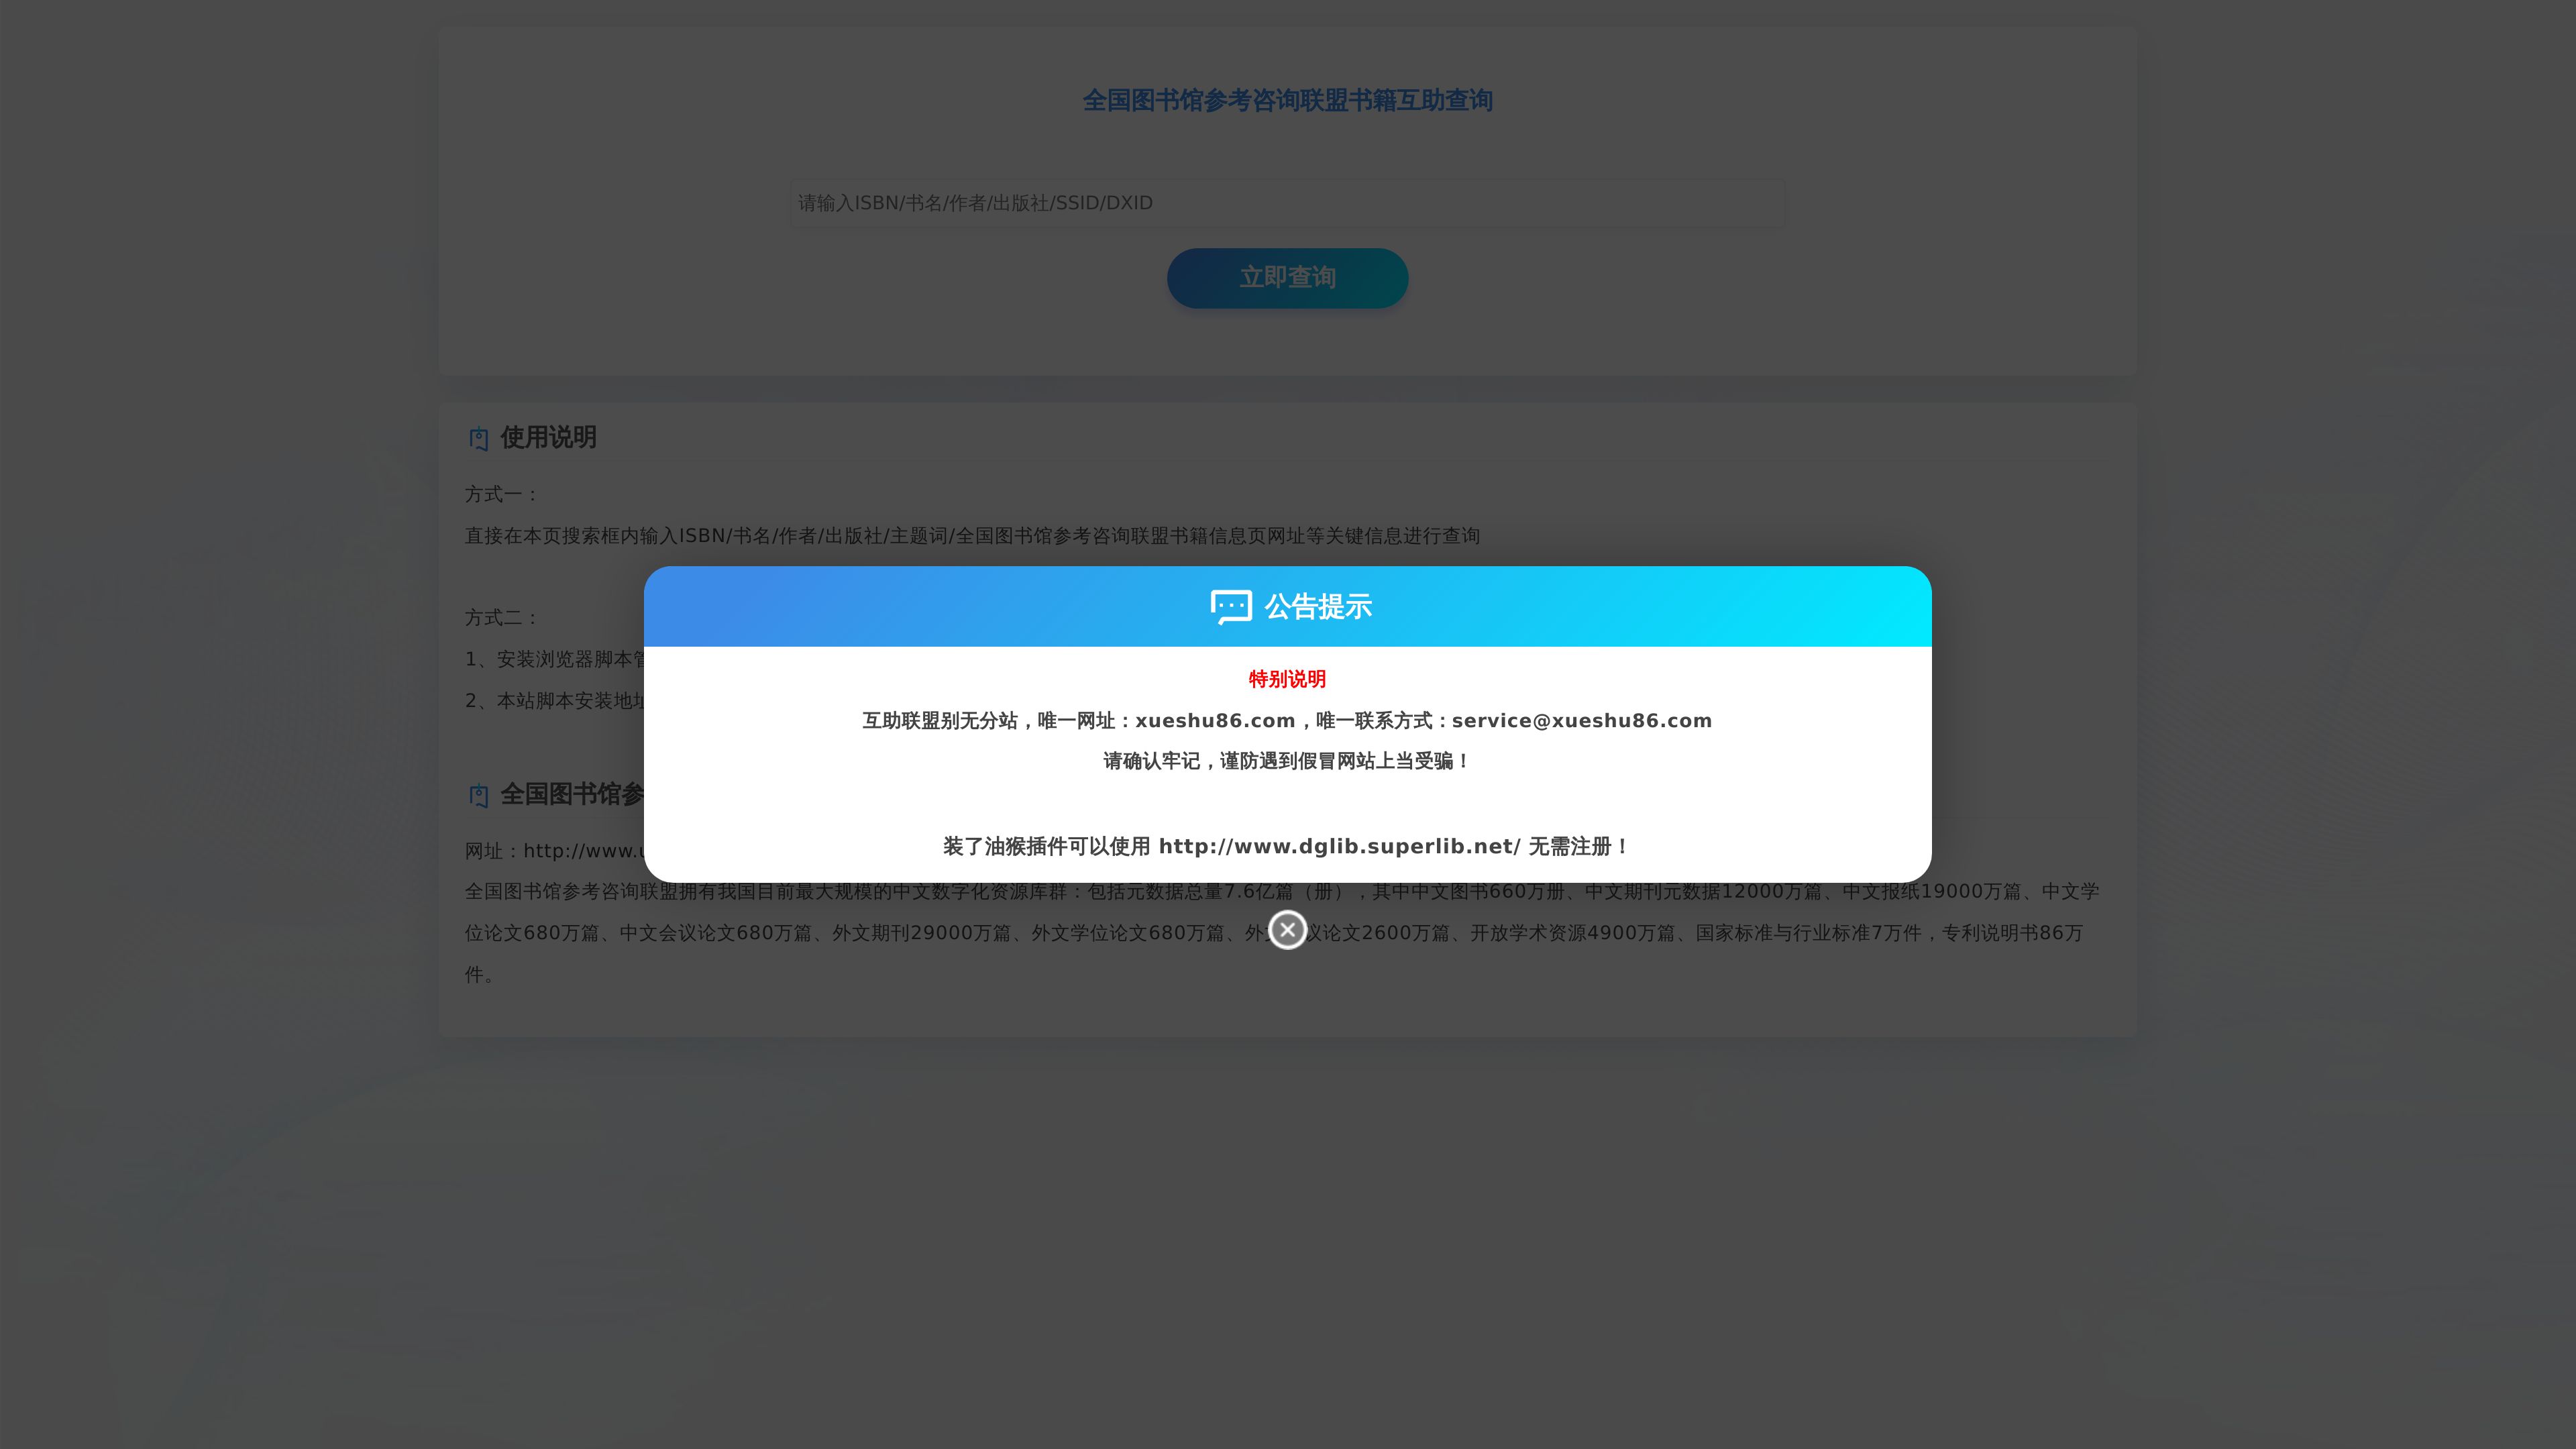 全国图书馆参考咨询联盟书籍互助查询
请输入ISBN/书名/作者/出版社/SSID/DXID
立即查询
使用说明
方式一：
直接在本页搜索框内输入ISBN/书名/作者/出版社/主题词/全国图书馆参考咨询联盟书籍信息页网址等关键信息进行查询
方式二：
1、安装浏览器脚本管
2、本站脚本安装地址
公告提示
特别说明
互助联盟别无分站，唯一网址：xueshu86.com，唯一联系方式：service@xueshu86.com
请确认牢记，谨防遇到假冒网站上当受骗！
装了油猴插件可以使用 http://www.dglib.superlib.net/ 无需注册！
全国图书馆参
网址：http://www.u
全国图书馆参考咨询联盟拥有我国目前最大规模的中文数字化资源库群：包括元数据总量7.6亿篇（册），其中中文图书660万册、中文期刊元数据12000万篇、中文报纸19000万篇、中文学
位论文680万篇、中文会议论文680万篇、外文期刊29000万篇、外文学位论文680万篇、外 议论文2600万篇、开放学术资源4900万篇、国家标准与行业标准7万件，专利说明书86万
件。